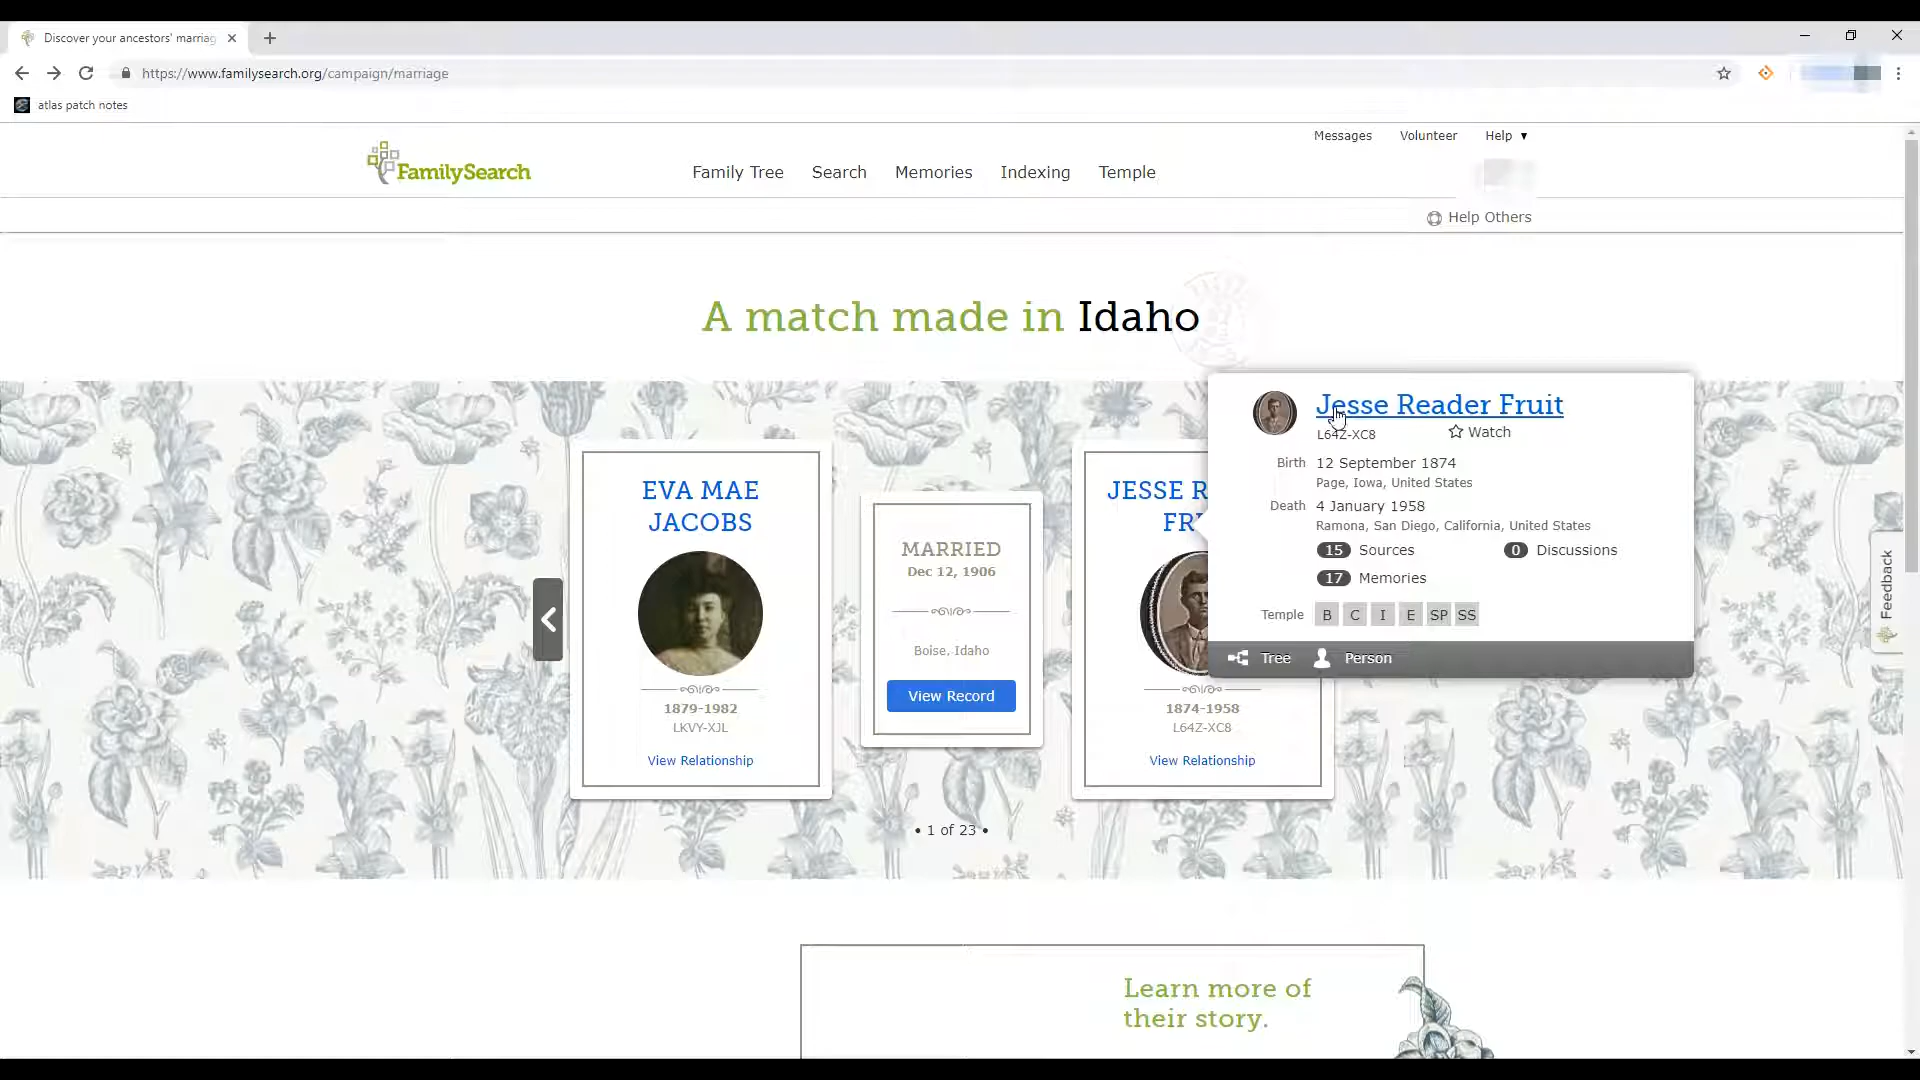 Discover your ancestors' marriag
https://www.familysearch.org/campaign/marriage
atlas patch notes
Messages Volunteer Help ▼
FamilySearch
Family Tree Search Memories Indexing Temple
Help Others
A match made in Idaho
EVA MAE
JACOBS
1879-1982
LKVY-XJL
View Relationship
MARRIED
Dec 12, 1906
Boise, Idaho
View Record
JESSE R
FR
1874-1958
L64Z-XC8
View Relationship
Jesse Reader Fruit
L64Z-XC8 Watch
Birth 12 September 1874
Page, Iowa, United States
Death 4 January 1958
Ramona, San Diego, California, United States
15 Sources 0 Discussions
17 Memories
Temple B C I E SP SS
Tree Person
Feedback
• 1 of 23 •
Learn more of
their story.